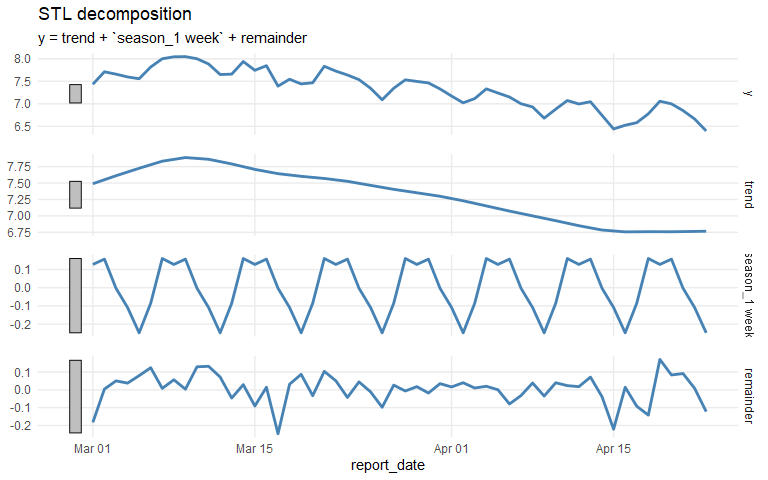 STL decomposition
y = trend + `season_1 week` + remainder
8.0
7.5
7.0
6.5
y
7.75
7.50
7.25
7.00
6.75
trend
0.1
0.0
-0.1
-0.2
season_1 week
0.1
0.0
-0.1
-0.2
remainder
Mar 01 Mar 15 Apr 01 Apr 15
report_date